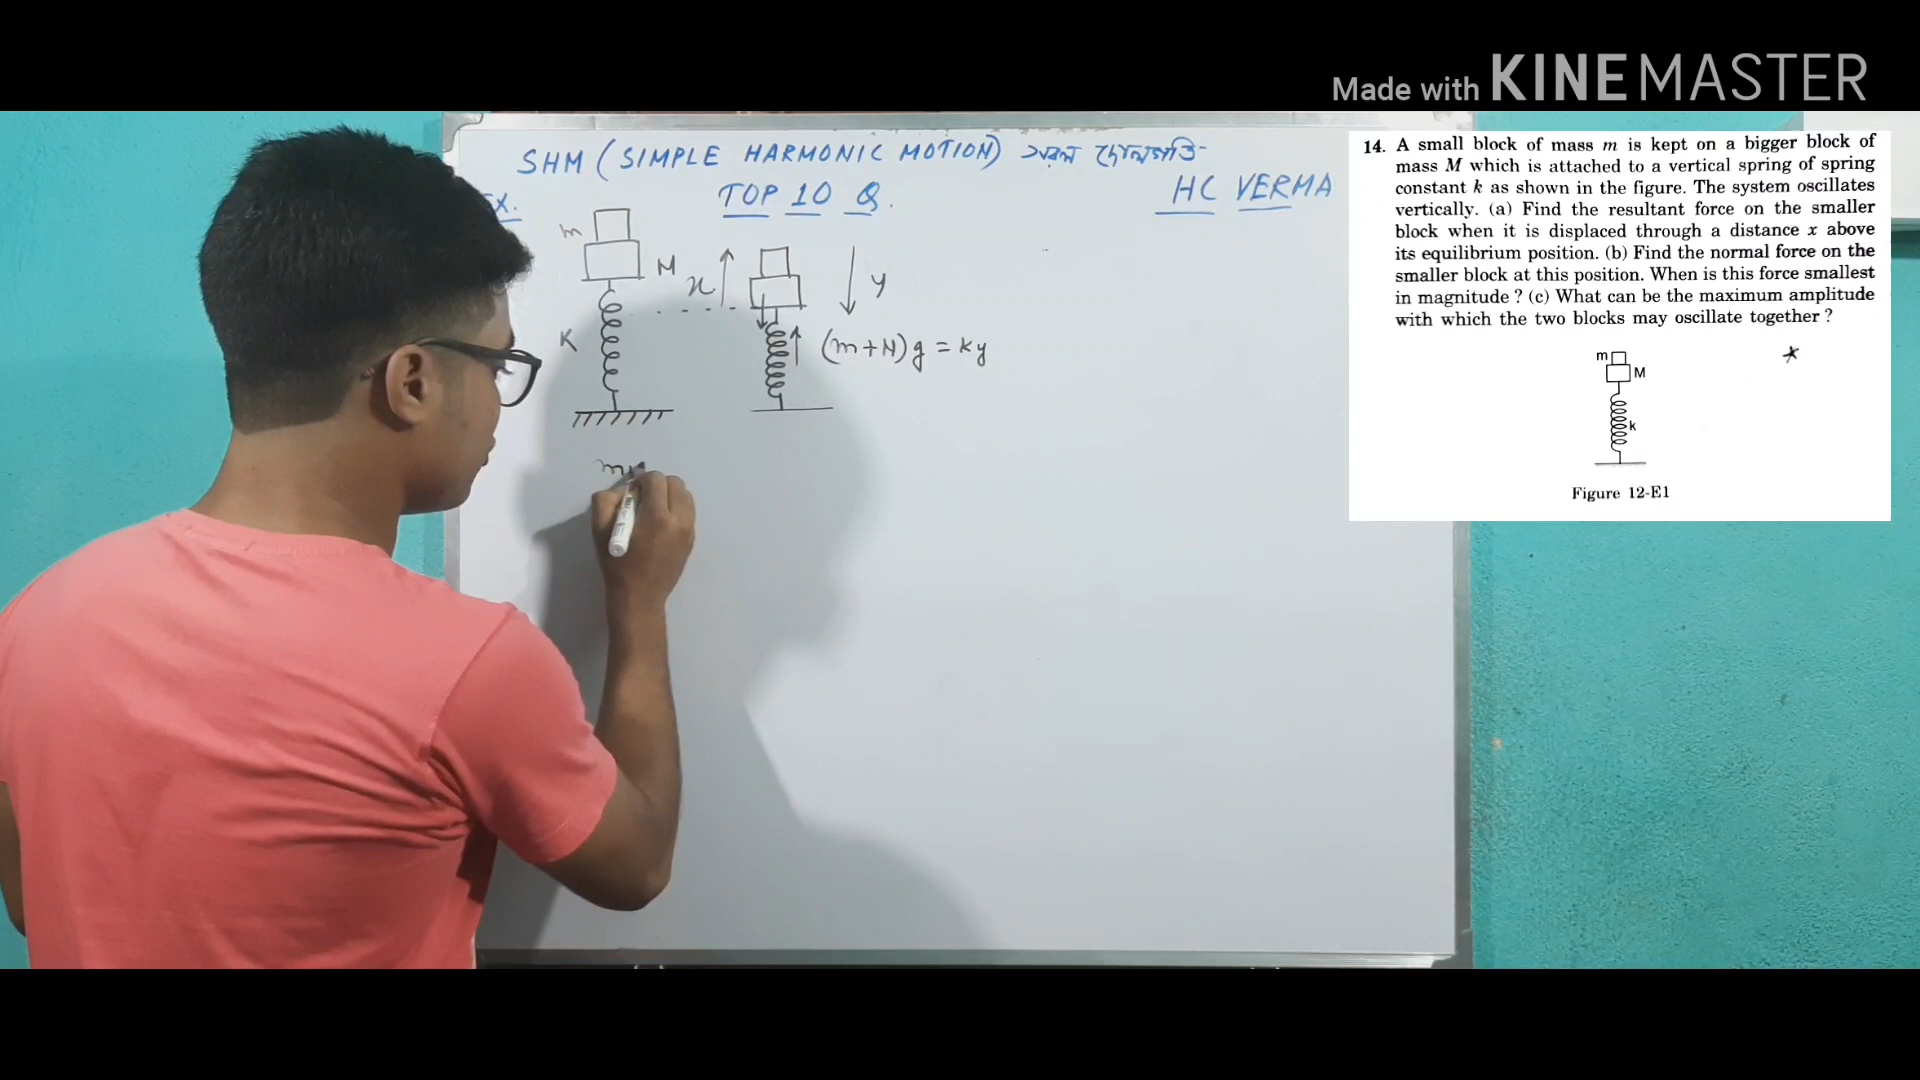 Made with KINEMASTER
SHM (SIMPLE HARMONIC MOTION) সরল দোলগতি
TOP 10 Q.
HC VERMA
EX.
m
M
K
x
y
(m+M)g = ky
14. A small block of mass m is kept on a bigger block of
mass M which is attached to a vertical spring of spring
constant k as shown in the figure. The system oscillates
vertically. (a) Find the resultant force on the smaller
block when it is displaced through a distance x above
its equilibrium position. (b) Find the normal force on the
smaller block at this position. When is this force smallest
in magnitude ? (c) What can be the maximum amplitude
with which the two blocks may oscillate together ?
m
M
k
Figure 12-E1